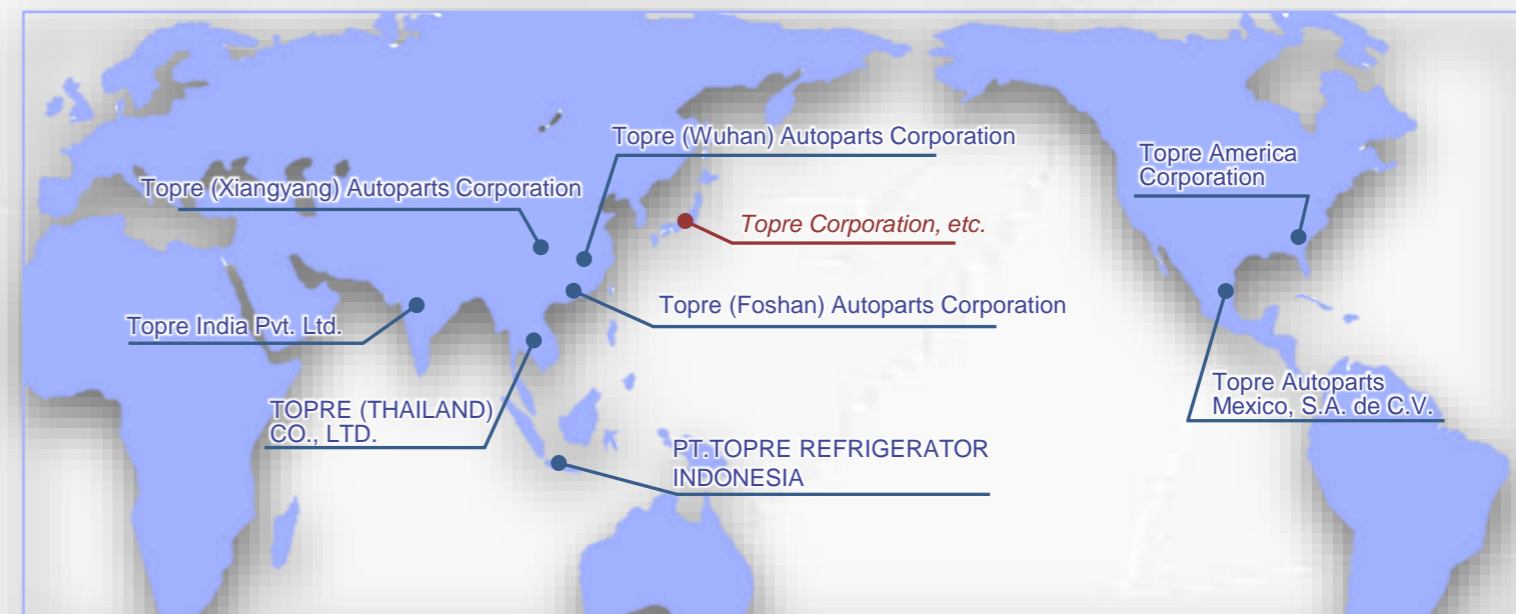 Topre (Wuhan) Autoparts Corporation
Topre America
Corporation
Topre (Xiangyang) Autoparts Corporation
Topre Corporation, etc.
Topre (Foshan) Autoparts Corporation
Topre India Pvt. Ltd.
Topre Autoparts
Mexico, S.A. de C.V.
TOPRE (THAILAND)
CO., LTD.
PT.TOPRE REFRIGERATOR
INDONESIA